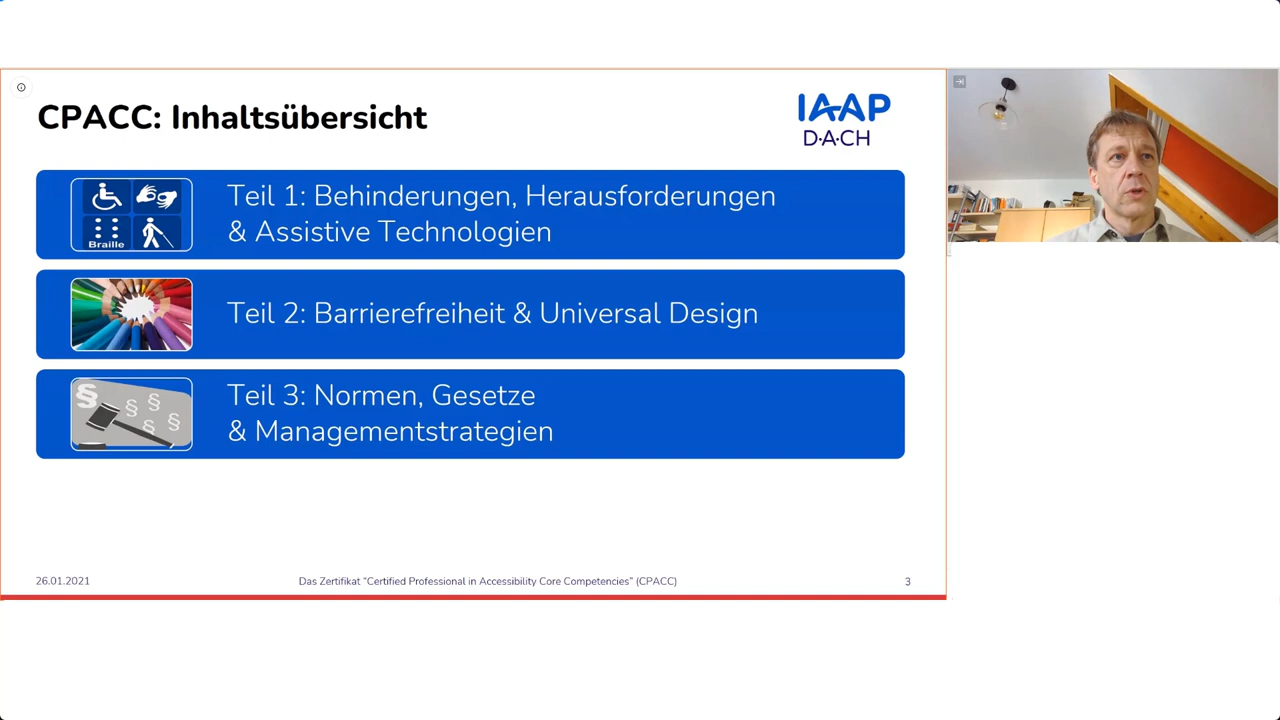 CPACC: Inhaltsübersicht
IAAP
D·A·CH
Braille
Teil 1: Behinderungen, Herausforderungen
& Assistive Technologien
Teil 2: Barrierefreiheit & Universal Design
§ § § § §
Teil 3: Normen, Gesetze
& Managementstrategien
26.01.2021
Das Zertifikat “Certified Professional in Accessibility Core Competencies” (CPACC)
3